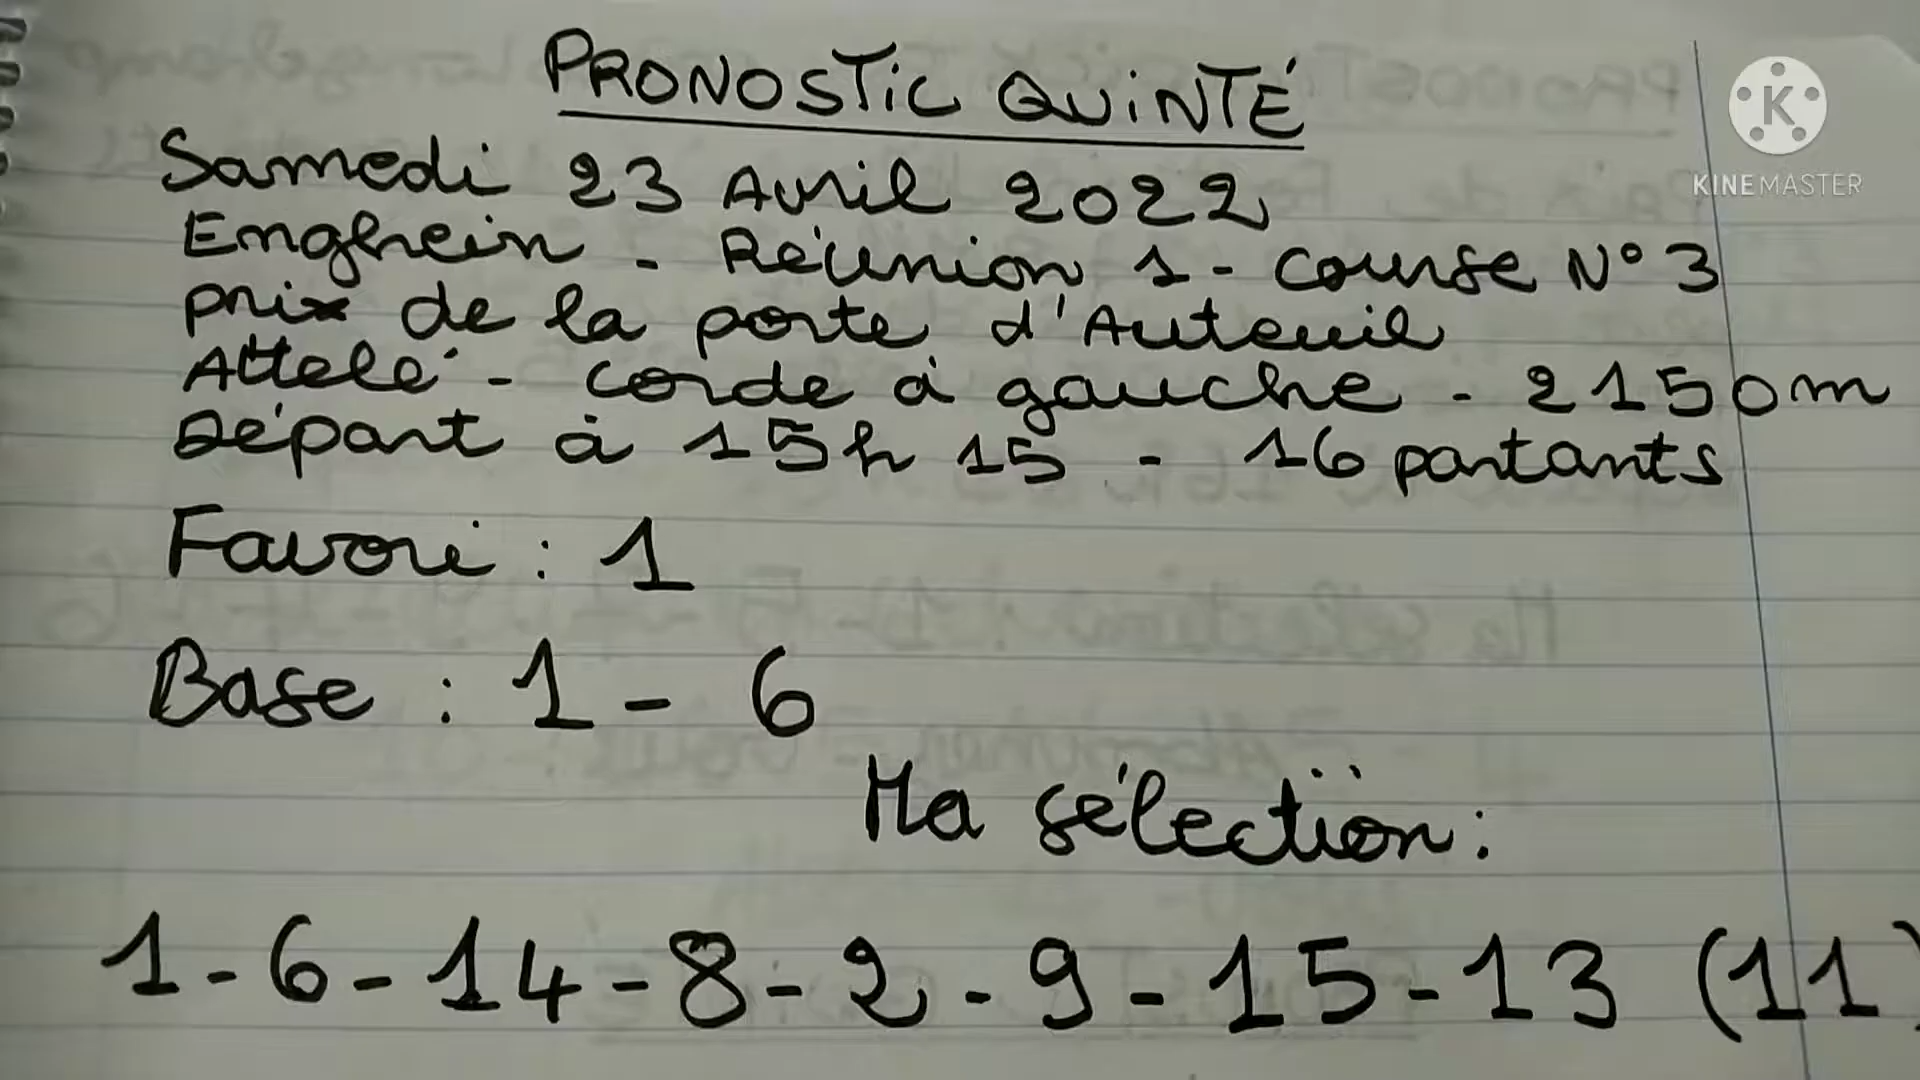 PRONOSTIC QUINTÉ
Samedi 23 Avril 2022
Enghein - Réunion 1 - course N° 3
prix de la porte d'Auteuil
Attelé - corde à gauche - 2150m
Départ à 15h15 - 16 partants
Favori : 1
Base : 1 - 6
Ma sélection :
1 - 6 - 14 - 8 - 2 - 9 - 15 - 13 (11)
K
KINEMASTER